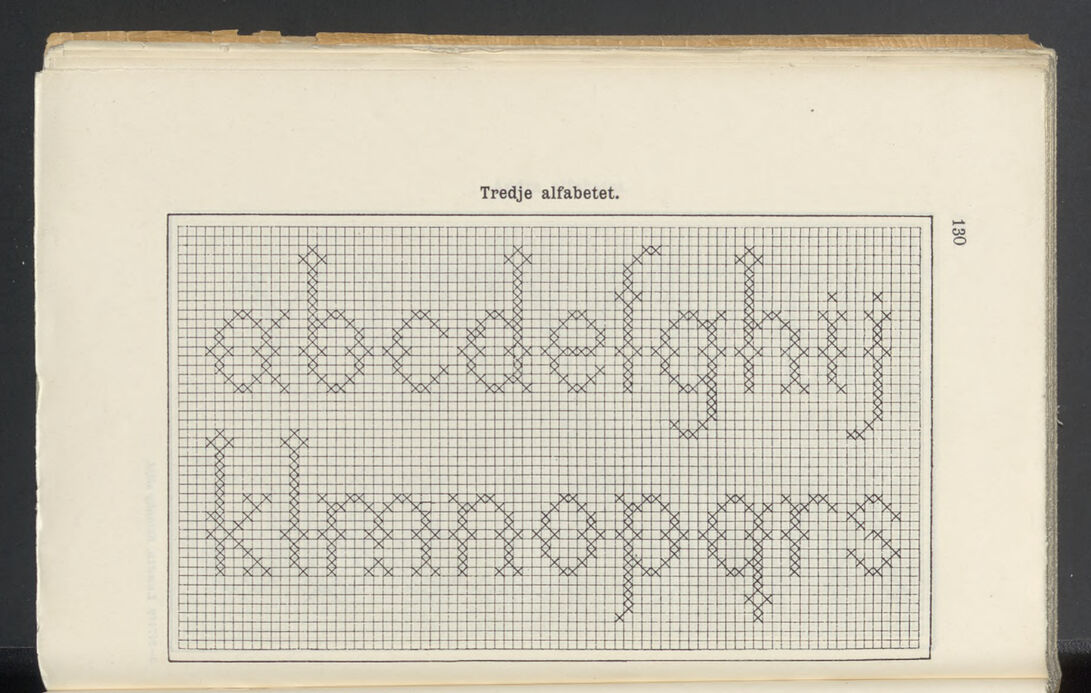 Tredje alfabetet.
130
abcdefghij
klmnopqrs